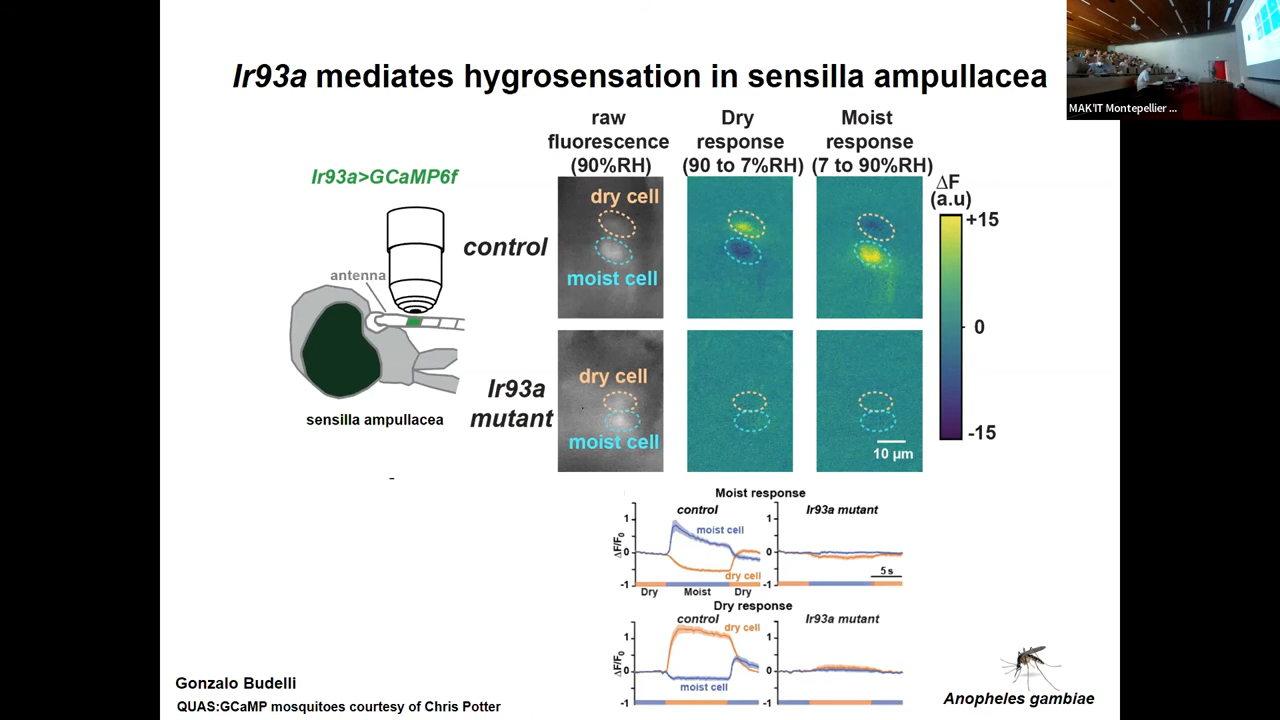 Ir93a mediates hygrosensation in sensilla ampullacea
MAK'IT Montepellier ...
raw
fluorescence
(90%RH)
Dry
response
(90 to 7%RH)
Moist
response
(7 to 90%RH)
Ir93a>GCaMP6f
antenna
sensilla ampullacea
control
dry cell
moist cell
Ir93a
mutant
dry cell
moist cell
10 µm
ΔF
(a.u)
+15
0
-15
-
Moist response
control
Ir93a mutant
moist cell
dry cell
ΔF/F0
1
0
-1
1
0
-1
5 s
Dry
Moist
Dry
Dry response
control
Ir93a mutant
dry cell
moist cell
ΔF/F0
1
0
-1
1
0
-1
Gonzalo Budelli
QUAS:GCaMP mosquitoes courtesy of Chris Potter
Anopheles gambiae